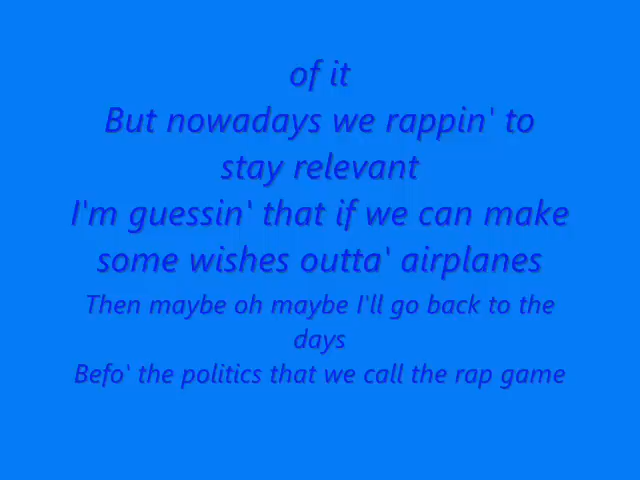 of it
But nowadays we rappin' to
stay relevant
I'm guessin' that if we can make
some wishes outta' airplanes
Then maybe oh maybe I'll go back to the
days
Befo' the politics that we call the rap game